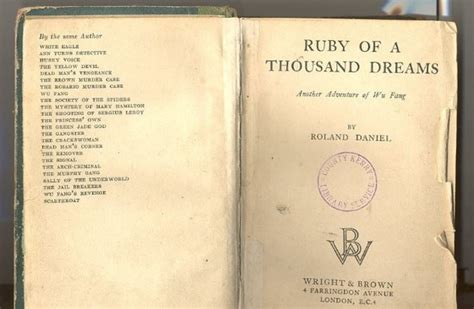 By the same Author
WHITE EAGLE
ANN TURNS DETECTIVE
HUSKY VOICE
THE YELLOW DEVIL
DEAD MAN'S VENGEANCE
THE BROWN MURDER CASE
THE ROSARIO MURDER CASE
WU FANG
THE SOCIETY OF THE SPIDERS
THE MYSTERY OF MARY HAMILTON
THE SHOOTING OF SERGIUS LEROY
THE PRINCESS' OWN
THE GREEN JADE GOD
THE GANGSTER
THE CRACKSWOMAN
DEAD MAN'S CORNER
THE REMOVER
THE SIGNAL
THE ARCH-CRIMINAL
THE MURPHY GANG
SALLY OF THE UNDERWORLD
THE JAIL BREAKERS
WU FANG'S REVENGE
SCARTHROAT
RUBY OF A
THOUSAND DREAMS
Another Adventure of Wu Fang
BY
ROLAND DANIEL
COUNTY KERRY
LIBRARY SERVICE
WB
WRIGHT & BROWN
4 FARRINGDON AVENUE
LONDON, E.C.4